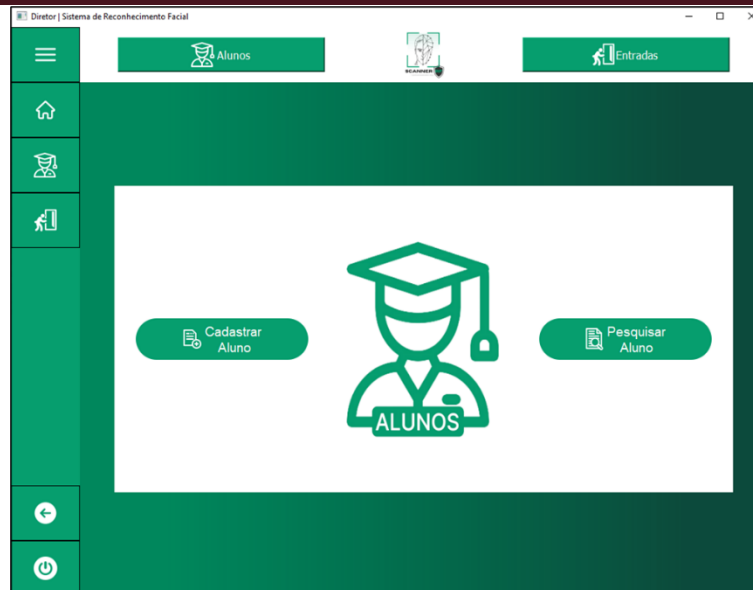 Diretor | Sistema de Reconhecimento Facial
Alunos
SCANNER
Entradas
Cadastrar
Aluno
Pesquisar
Aluno
ALUNOS